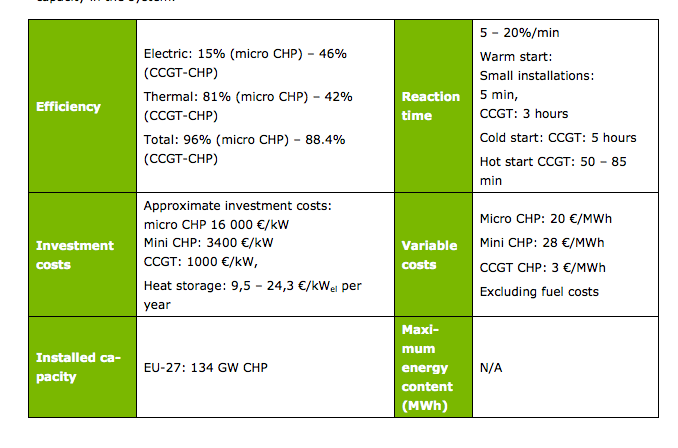 Efficiency
Electric: 15% (micro CHP) – 46%
(CCGT-CHP)
Thermal: 81% (micro CHP) – 42%
(CCGT-CHP)
Total: 96% (micro CHP) – 88.4%
(CCGT-CHP)
Reaction
time
5 – 20%/min
Warm start:
Small installations:
5 min,
CCGT: 3 hours
Cold start: CCGT: 5 hours
Hot start CCGT: 50 – 85
min
Investment
costs
Approximate investment costs:
micro CHP 16 000 €/kW
Mini CHP: 3400 €/kW
CCGT: 1000 €/kW,
Heat storage: 9,5 – 24,3 €/kWel per
year
Variable
costs
Micro CHP: 20 €/MWh
Mini CHP: 28 €/MWh
CCGT CHP: 3 €/MWh
Excluding fuel costs
Installed ca-
pacity
EU-27: 134 GW CHP
Maxi-
mum
energy
content
(MWh)
N/A